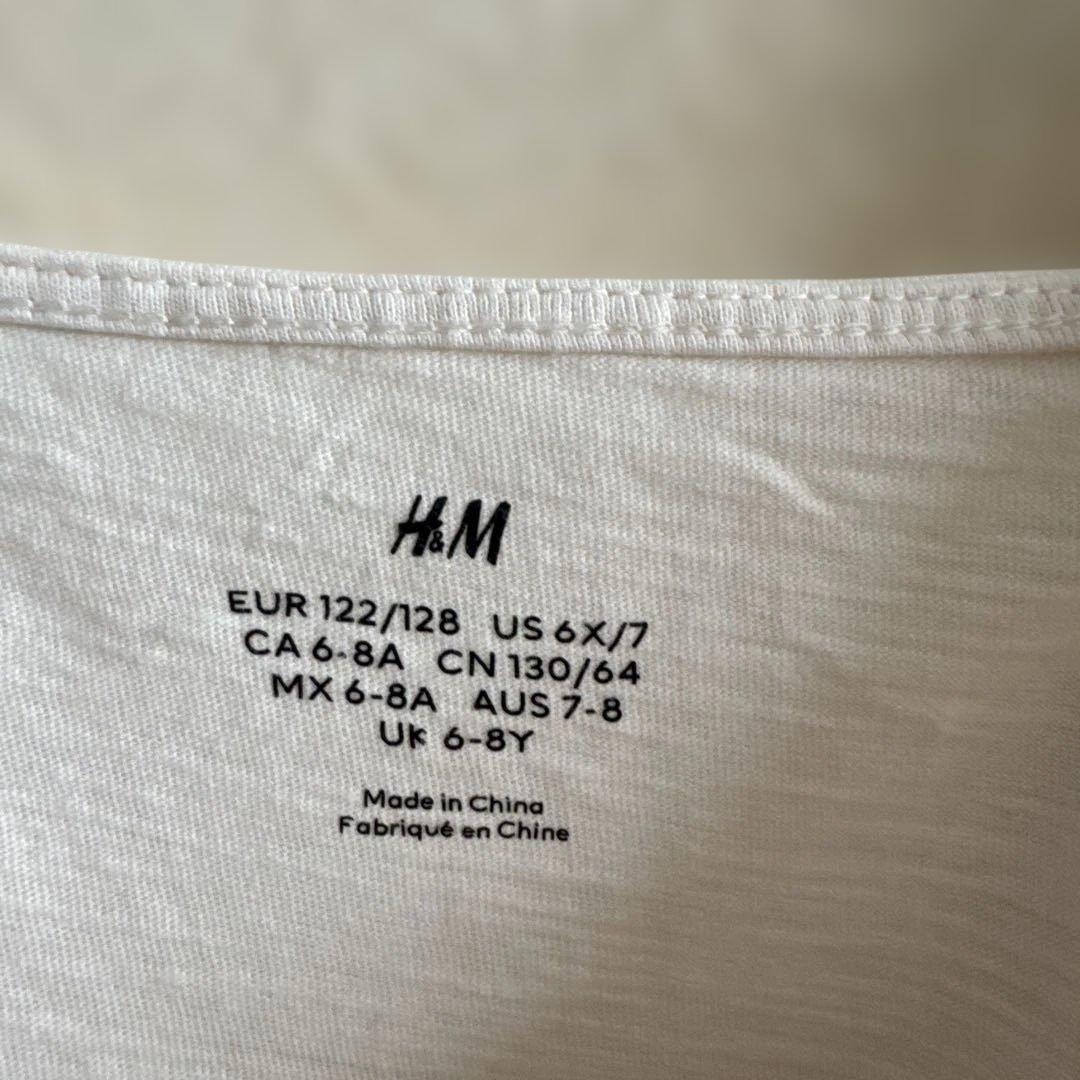 H&M
EUR 122/128 US 6X/7
CA 6-8A CN 130/64
MX 6-8A AUS 7-8
UK 6-8Y
Made in China
Fabriqué en Chine